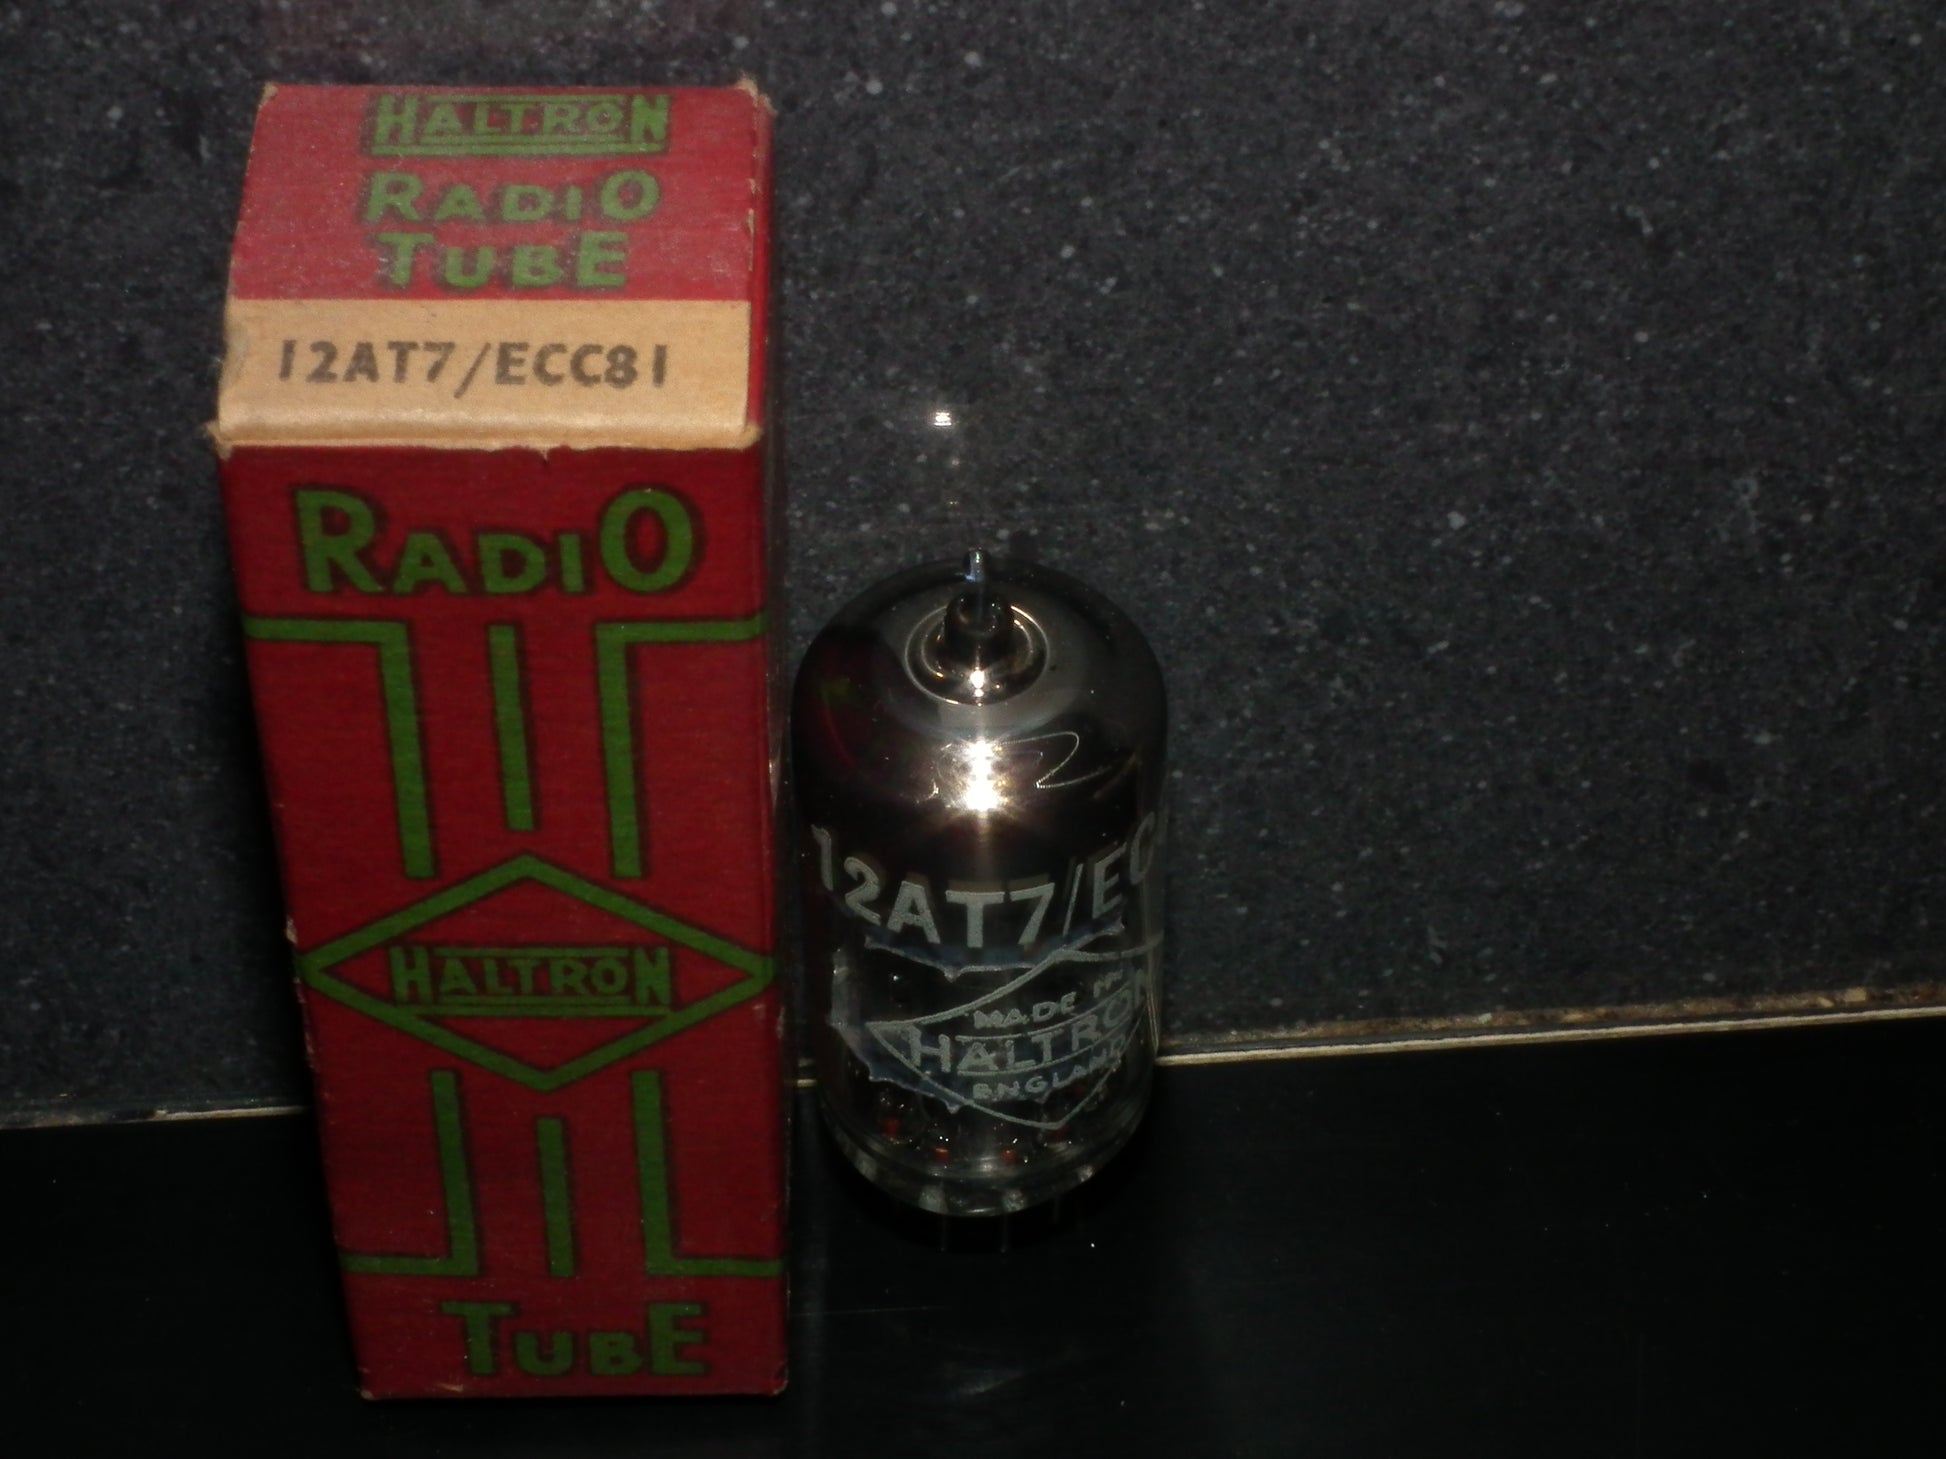 HALTRON
RADIO
TUBE
12AT7/ECC81
RADIO
HALTRON
TUBE
12AT7/EC
MADE IN
HALTRON
ENGLAND